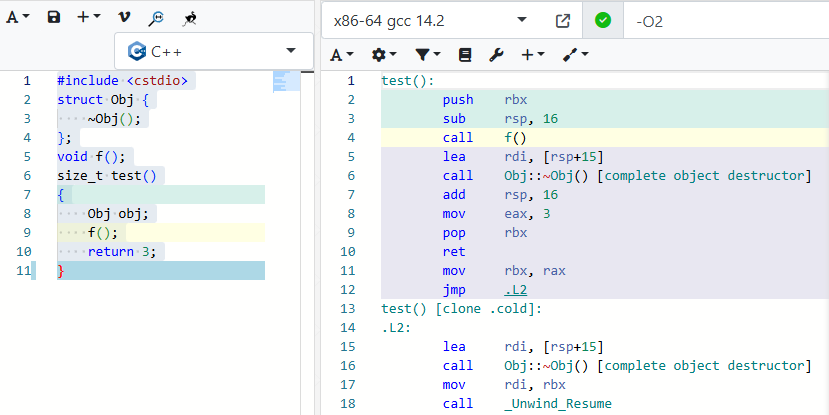 A
C++
1 #include <cstdio>
2 struct Obj {
3     ~Obj();
4 };
5 void f();
6 size_t test()
7 {
8     Obj obj;
9     f();
10     return 3;
11 }
x86-64 gcc 14.2
-O2
A
1 test():
2         push    rbx
3         sub     rsp, 16
4         call    f()
5         lea     rdi, [rsp+15]
6         call    Obj::~Obj() [complete object destructor]
7         add     rsp, 16
8         mov     eax, 3
9         pop     rbx
10         ret
11         mov     rbx, rax
12         jmp     .L2
13 test() [clone .cold]:
14 .L2:
15         lea     rdi, [rsp+15]
16         call    Obj::~Obj() [complete object destructor]
17         mov     rdi, rbx
18         call    _Unwind_Resume